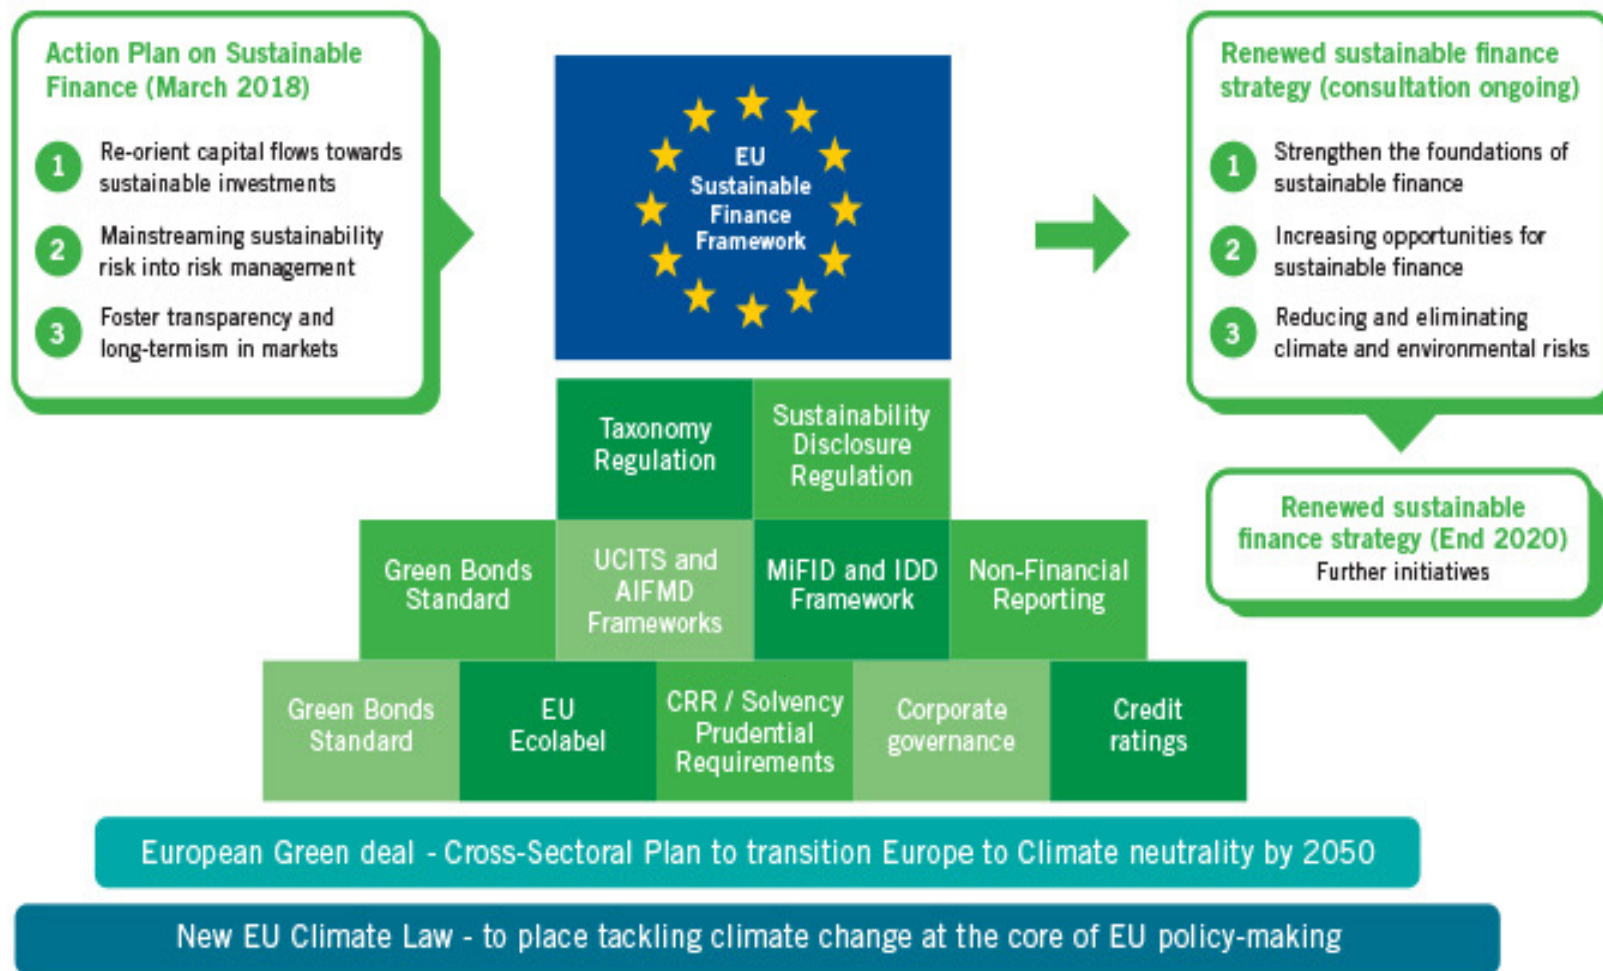 Action Plan on Sustainable
Finance (March 2018)
1
Re-orient capital flows towards
sustainable investments
2
Mainstreaming sustainability
risk into risk management
3
Foster transparency and
long-termism in markets
EU
Sustainable
Finance
Framework
Renewed sustainable finance
strategy (consultation ongoing)
1
Strengthen the foundations of
sustainable finance
2
Increasing opportunities for
sustainable finance
3
Reducing and eliminating
climate and environmental risks
Renewed sustainable
finance strategy (End 2020)
Further initiatives
Taxonomy
Regulation
Sustainability
Disclosure
Regulation
Green Bonds
Standard
UCITS and
AIFMD
Frameworks
MiFID and IDD
Framework
Non-Financial
Reporting
Green Bonds
Standard
EU
Ecolabel
CRR / Solvency
Prudential
Requirements
Corporate
governance
Credit
ratings
European Green deal - Cross-Sectoral Plan to transition Europe to Climate neutrality by 2050
New EU Climate Law - to place tackling climate change at the core of EU policy-making